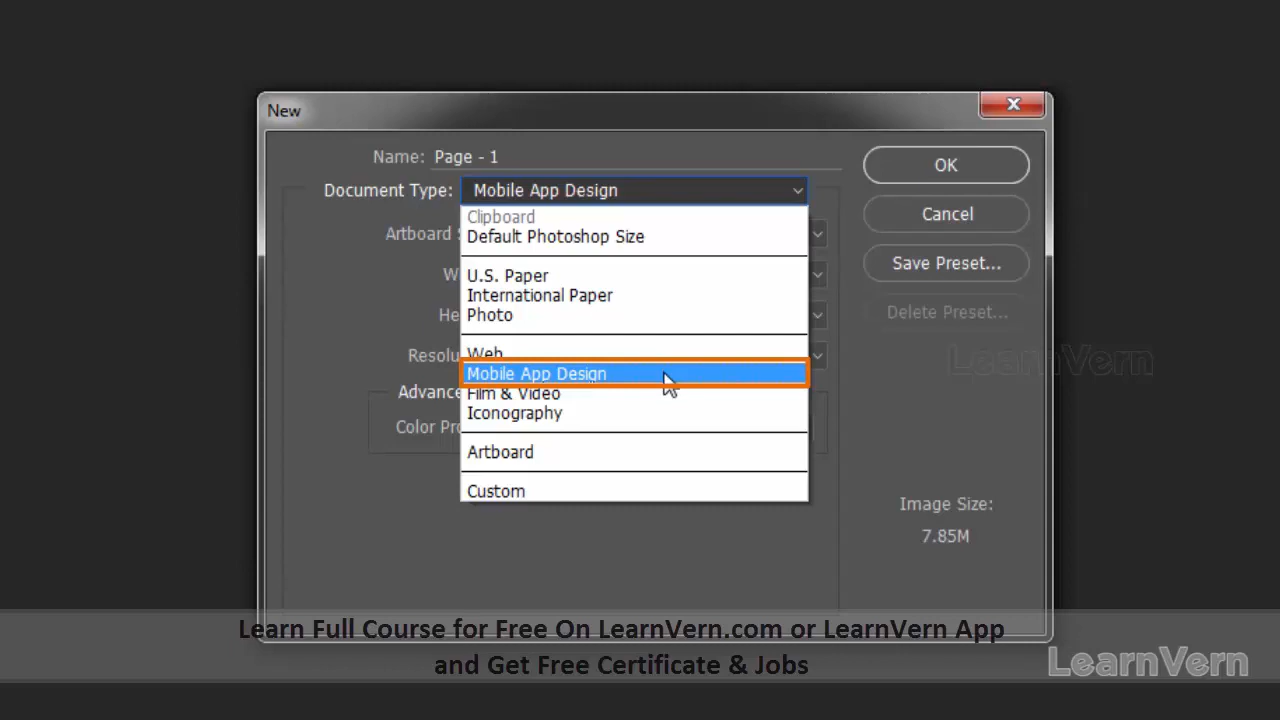 New
Name: Page - 1
OK
Document Type: Mobile App Design
Cancel
Clipboard
Artboard
Default Photoshop Size
Save Preset...
U.S. Paper
International Paper
Photo
Delete Preset...
Web
Mobile App Design
Film & Video
Iconography
Artboard
Custom
Image Size:
7.85M
LearnVern
Learn Full Course for Free On LearnVern.com or LearnVern App
and Get Free Certificate & Jobs
LearnVern